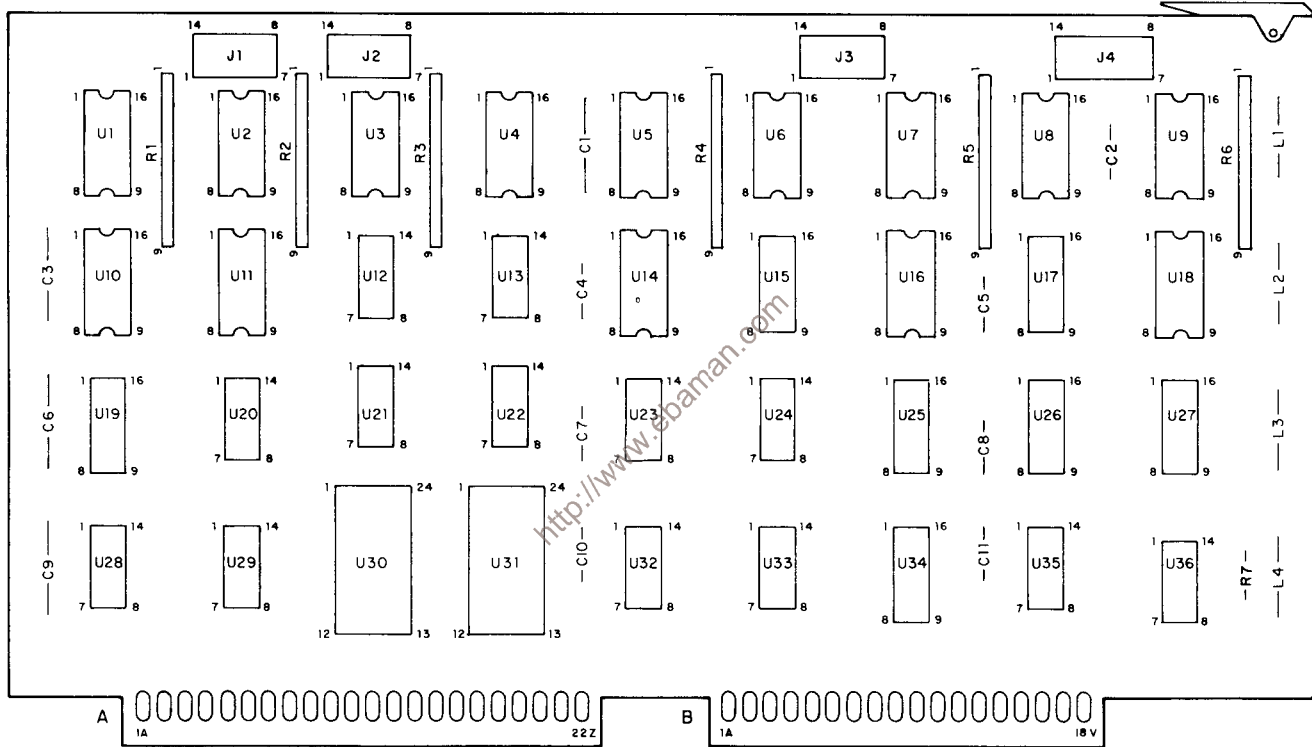 14 8 14 8 14 8 14 8
J1 J2 J3 J4
1 7 1 7 1 7 1 7
1 1 1 1 1 1
1 16 1 16 1 16 1 16 1 16 1 16 1 16 1 16 1 16
U1 R1 U2 R2 U3 R3 U4 C1 U5 R4 U6 U7 R5 U8 C2 U9 R6 L1
8 9 8 9 8 9 8 9 8 9 8 9 8 9 8 9 8 9
9 9 9 9 9 9
1 16 1 16 1 14 1 14 1 16 1 16 1 16 1 16 1 16
C3 U10 U11 U12 U13 C4 U14 U15 U16 C5 U17 U18 L2
8 9 8 9 7 8 7 8 8 9 8 9 8 9 8 9 8 9
1 16 1 14 1 14 1 14 1 14 1 14 1 16 1 16 1 16
C6 U19 U20 U21 U22 C7 U23 U24 U25 C8 U26 U27 L3
8 9 7 8 7 8 7 8 7 8 7 8 8 9 8 9 8 9
http://www.ebaman.com
1 14 1 14 1 24 1 24 1 14 1 14 1 16 1 14 1 14
C9 U28 U29 U30 U31 C10 U32 U33 U34 C11 U35 U36 R7 L4
7 8 7 8 12 13 12 13 7 8 7 8 8 9 7 8 7 8
A B
1A 22Z 1A 18V